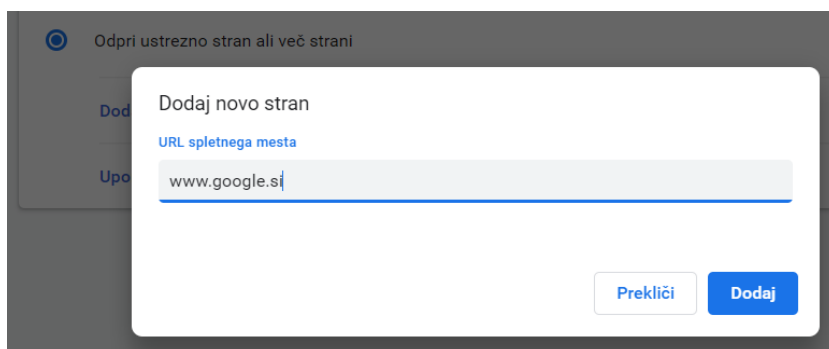 Odpri ustrezno stran ali več strani
Dodaj novo stran
URL spletnega mesta
www.google.si
Prekliči
Dodaj